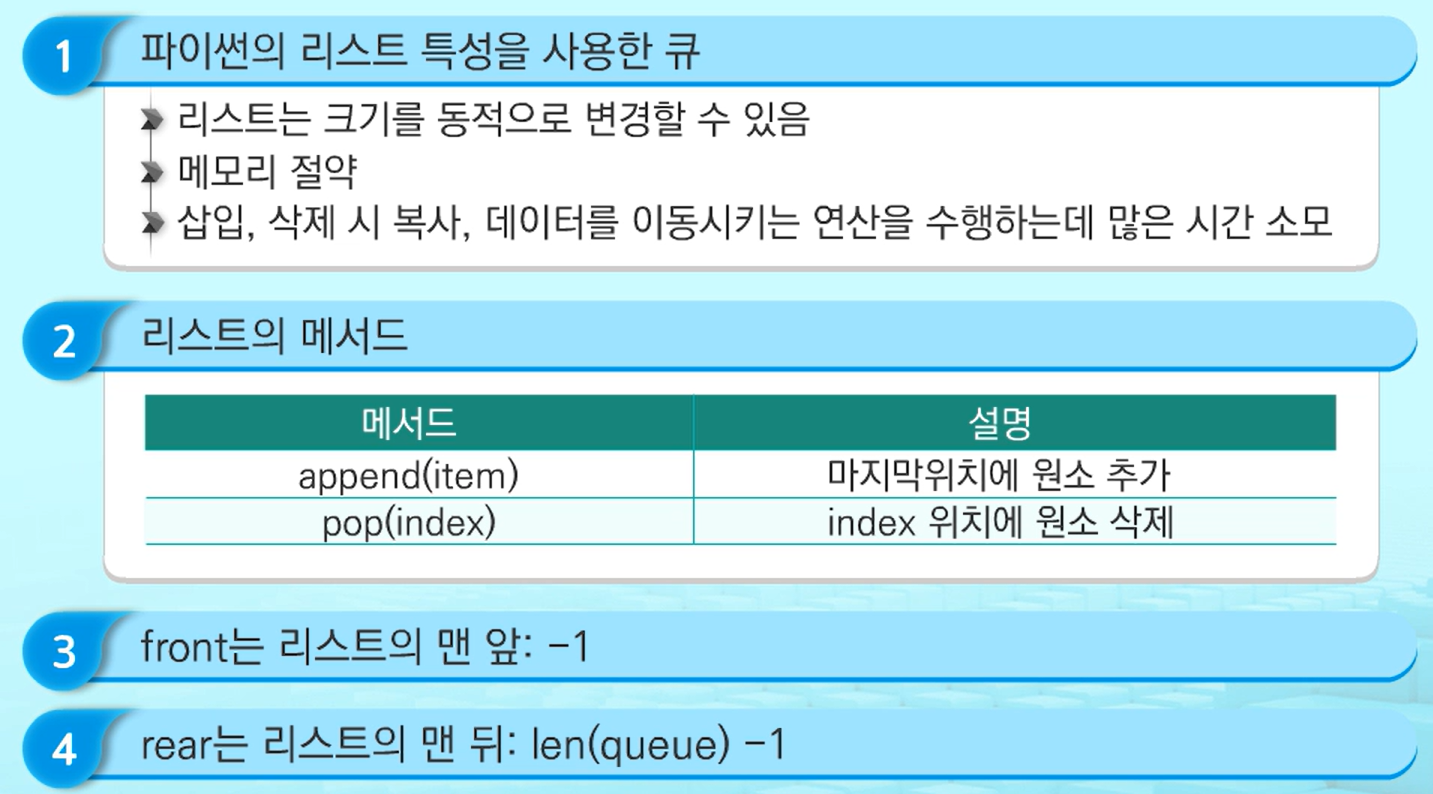 1 파이썬의 리스트 특성을 사용한 큐
리스트는 크기를 동적으로 변경할 수 있음
메모리 절약
삽입, 삭제 시 복사, 데이터를 이동시키는 연산을 수행하는데 많은 시간 소모
2 리스트의 메서드
메서드 설명
append(item) 마지막위치에 원소 추가
pop(index) index 위치에 원소 삭제
3 front는 리스트의 맨 앞: -1
4 rear는 리스트의 맨 뒤: len(queue) -1